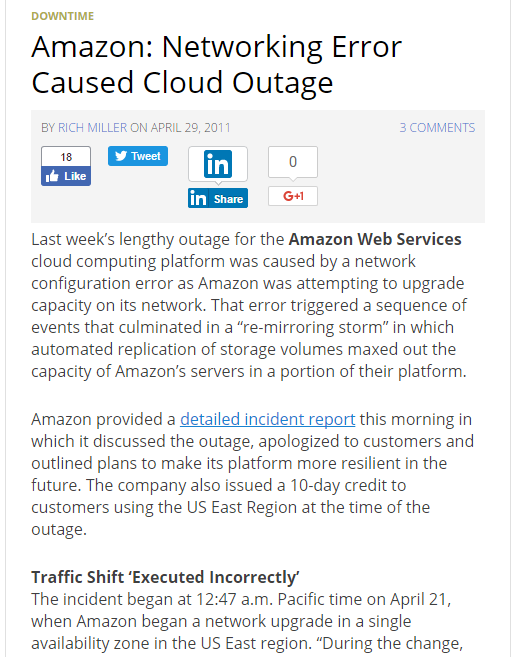 DOWNTIME
Amazon: Networking Error
Caused Cloud Outage
BY RICH MILLER ON APRIL 29, 2011
3 COMMENTS
18
Like
Tweet
in
in Share
0
G+1
Last week’s lengthy outage for the Amazon Web Services
cloud computing platform was caused by a network
configuration error as Amazon was attempting to upgrade
capacity on its network. That error triggered a sequence of
events that culminated in a “re-mirroring storm” in which
automated replication of storage volumes maxed out the
capacity of Amazon’s servers in a portion of their platform.
Amazon provided a detailed incident report this morning in
which it discussed the outage, apologized to customers and
outlined plans to make its platform more resilient in the
future. The company also issued a 10-day credit to
customers using the US East Region at the time of the
outage.
Traffic Shift ‘Executed Incorrectly’
The incident began at 12:47 a.m. Pacific time on April 21,
when Amazon began a network upgrade in a single
availability zone in the US East region. “During the change,